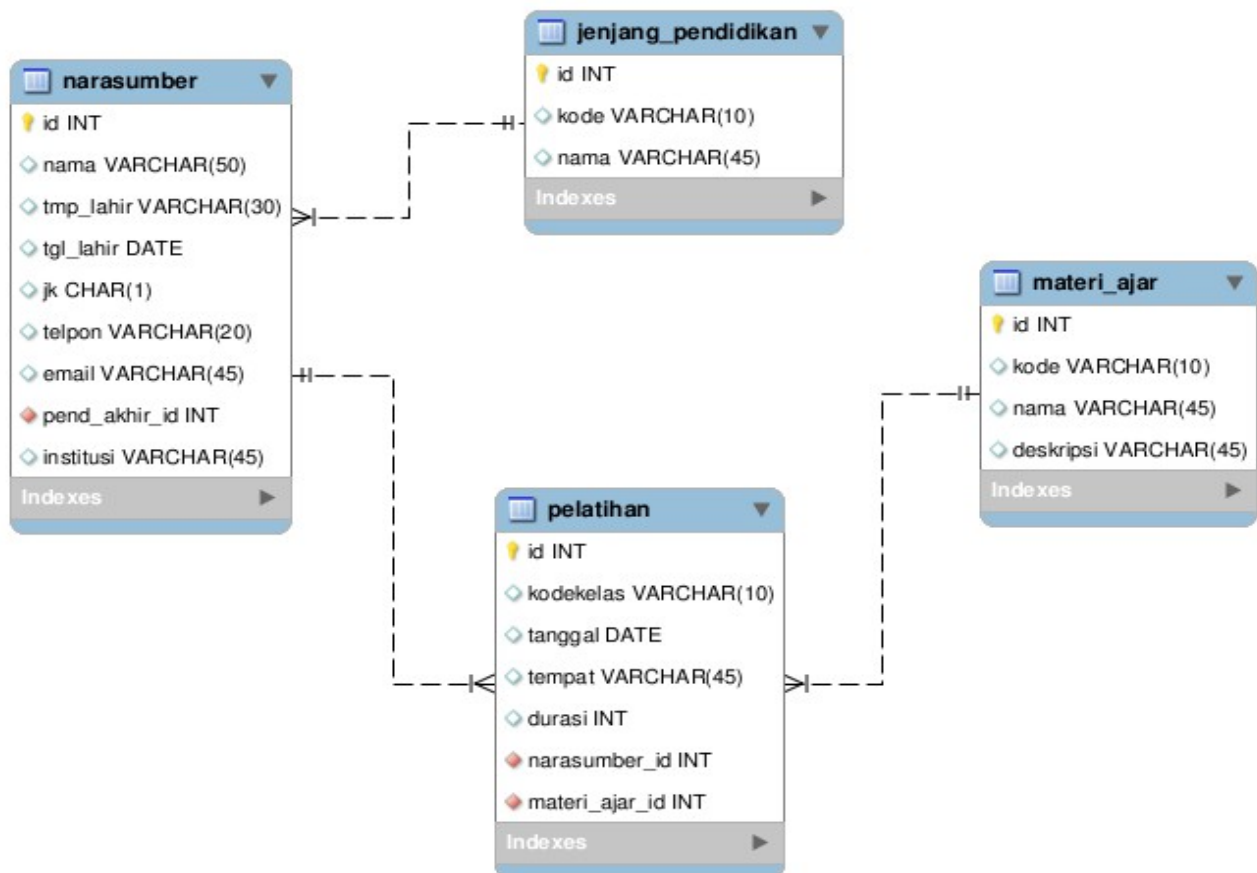 narasumber
id INT
nama VARCHAR(50)
tmp_lahir VARCHAR(30)
tgl_lahir DATE
jk CHAR(1)
telpon VARCHAR(20)
email VARCHAR(45)
pend_akhir_id INT
institusi VARCHAR(45)
Indexes
jenjang_pendidikan
id INT
kode VARCHAR(10)
nama VARCHAR(45)
Indexes
materi_ajar
id INT
kode VARCHAR(10)
nama VARCHAR(45)
deskripsi VARCHAR(45)
Indexes
pelatihan
id INT
kodekelas VARCHAR(10)
tanggal DATE
tempat VARCHAR(45)
durasi INT
narasumber_id INT
materi_ajar_id INT
Indexes